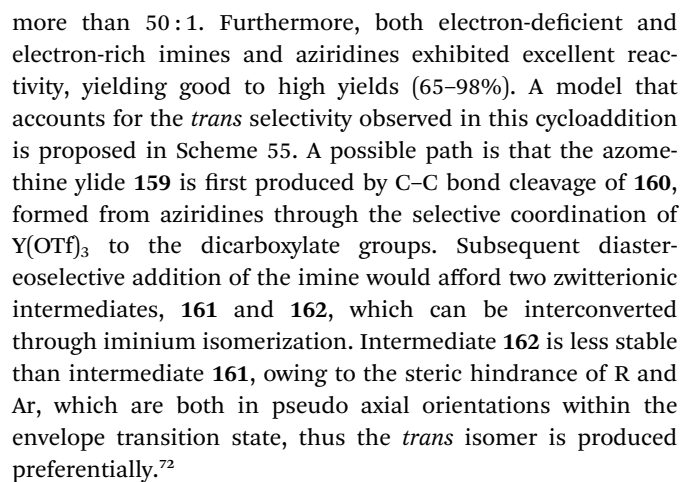 more than 50 : 1. Furthermore, both electron-deficient and
electron-rich imines and aziridines exhibited excellent reac-
tivity, yielding good to high yields (65–98%). A model that
accounts for the trans selectivity observed in this cycloaddition
is proposed in Scheme 55. A possible path is that the azome-
thine ylide 159 is first produced by C–C bond cleavage of 160,
formed from aziridines through the selective coordination of
Y(OTf)₃ to the dicarboxylate groups. Subsequent diaster-
eoselective addition of the imine would afford two zwitterionic
intermediates, 161 and 162, which can be interconverted
through iminium isomerization. Intermediate 162 is less stable
than intermediate 161, owing to the steric hindrance of R and
Ar, which are both in pseudo axial orientations within the
envelope transition state, thus the trans isomer is produced
preferentially.⁷²